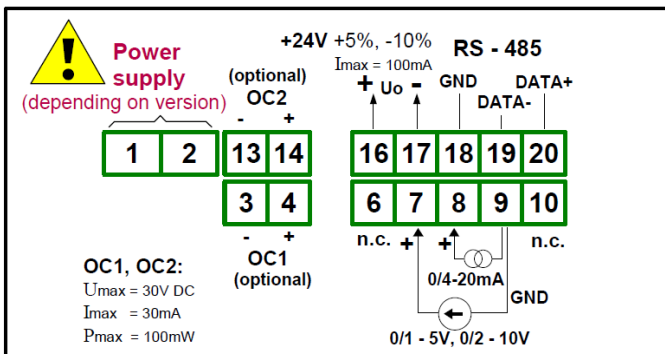 +24V +5%, -10%
RS - 485
Power
supply
(depending on version)
(optional)
OC2
Imax = 100mA
+ Uo -
GND
DATA-
DATA+
- +
1 2 13 14 16 17 18 19 20
3 4 6 7 8 9 10
- +
OC1
(optional)
n.c. + + n.c.
0/4-20mA
GND
0/1 - 5V, 0/2 - 10V
OC1, OC2:
Umax = 30V DC
Imax = 30mA
Pmax = 100mW